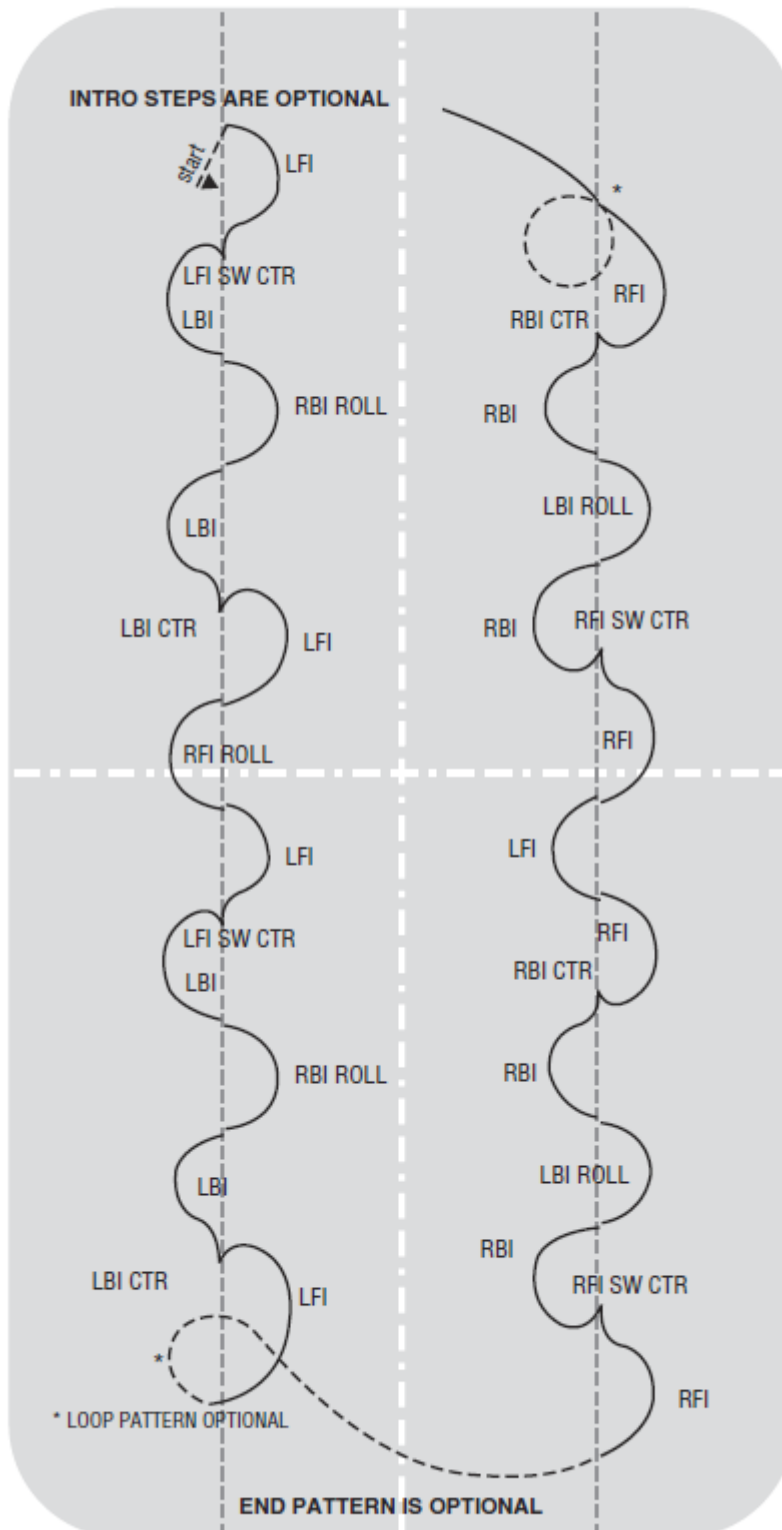 INTRO STEPS ARE OPTIONAL
start
LFI
LFI SW CTR
LBI
RBI ROLL
LBI
LBI CTR
LFI
RFI ROLL
LFI
LFI SW CTR
LBI
RBI ROLL
LBI
LBI CTR
LFI
*
* LOOP PATTERN OPTIONAL
*
RFI
RBI CTR
RBI
LBI ROLL
RBI
RFI SW CTR
RFI
LFI
RFI
RBI CTR
RBI
LBI ROLL
RBI
RFI SW CTR
RFI
END PATTERN IS OPTIONAL